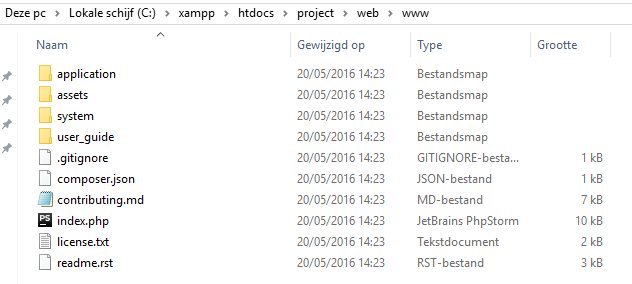 Deze pc > Lokale schijf (C:) > xampp > htdocs > project > web > www
Naam Gewijzigd op Type Grootte
application 20/05/2016 14:23 Bestandsmap
assets 20/05/2016 14:23 Bestandsmap
system 20/05/2016 14:23 Bestandsmap
user_guide 20/05/2016 14:23 Bestandsmap
.gitignore 20/05/2016 14:23 GITIGNORE-besta... 1 kB
composer.json 20/05/2016 14:23 JSON-bestand 1 kB
contributing.md 20/05/2016 14:23 MD-bestand 7 kB
PS index.php 20/05/2016 14:23 JetBrains PhpStorm 10 kB
license.txt 20/05/2016 14:23 Tekstdocument 2 kB
readme.rst 20/05/2016 14:23 RST-bestand 3 kB